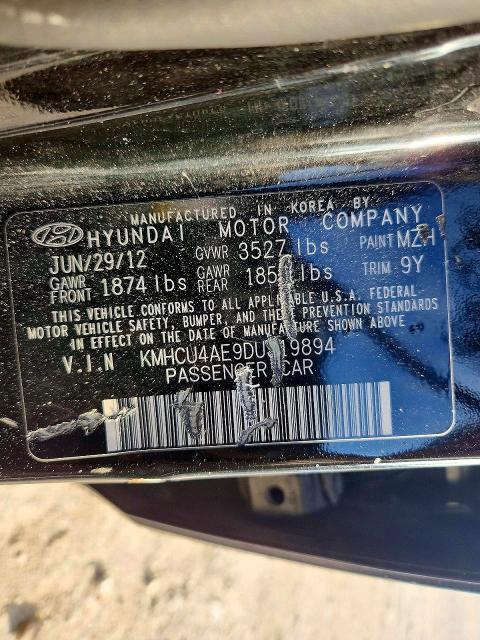 MANUFACTURED IN KOREA BY
HYUNDAI MOTOR COMPANY
JUN/29/12 GVWR 3527 lbs PAINT MZH
GAWR FRONT 1874 lbs GAWR REAR lbs TRIM 9Y
THIS VEHICLE CONFORMS TO ALL APPLICABLE U.S.A. FEDERAL
MOTOR VEHICLE SAFETY, BUMPER, AND THEFT PREVENTION STANDARDS
IN EFFECT ON THE DATE OF MANUFACTURE SHOWN ABOVE
V.I.N
PASSENGER CAR